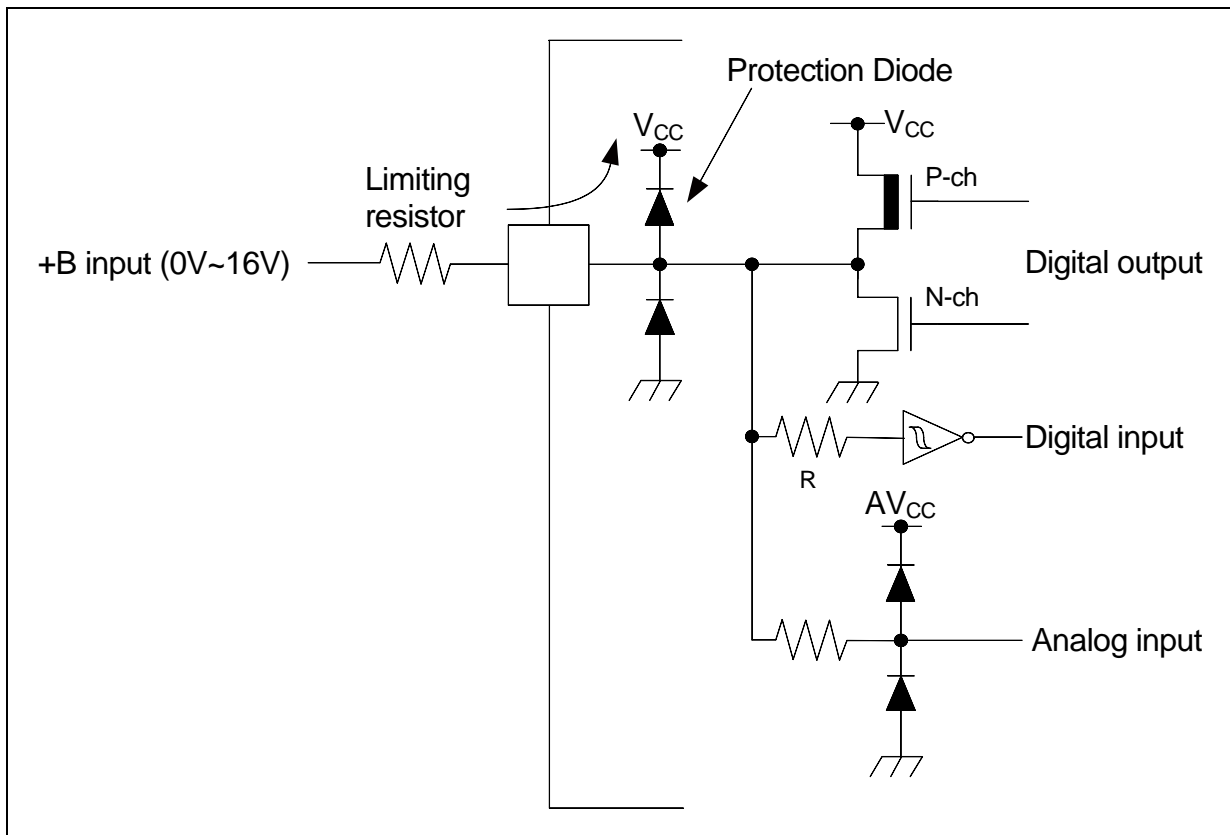 Protection Diode
VCC
VCC
Limiting
resistor
P-ch
+B input (0V~16V)
Digital output
N-ch
Digital input
R
AVCC
Analog input